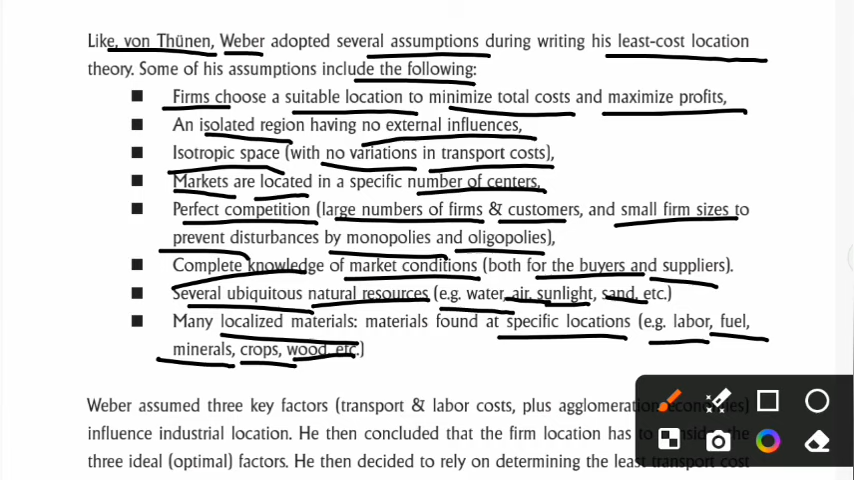 Like, von Thünen, Weber adopted several assumptions during writing his least-cost location
theory. Some of his assumptions include the following:
■ Firms choose a suitable location to minimize total costs and maximize profits,
■ An isolated region having no external influences,
■ Isotropic space (with no variations in transport costs),
■ Markets are located in a specific number of centers,
■ Perfect competition (large numbers of firms & customers, and small firm sizes to
prevent disturbances by monopolies and oligopolies),
■ Complete knowledge of market conditions (both for the buyers and suppliers).
■ Several ubiquitous natural resources (e.g. water, air, sunlight, sand, etc.)
■ Many localized materials: materials found at specific locations (e.g. labor, fuel,
minerals, crops, wood, etc.)
Weber assumed three key factors (transport & labor costs, plus agglomeration economies)
influence industrial location. He then concluded that the firm location has to the
three ideal (optimal) factors. He then decided to rely on determining the least transport cost